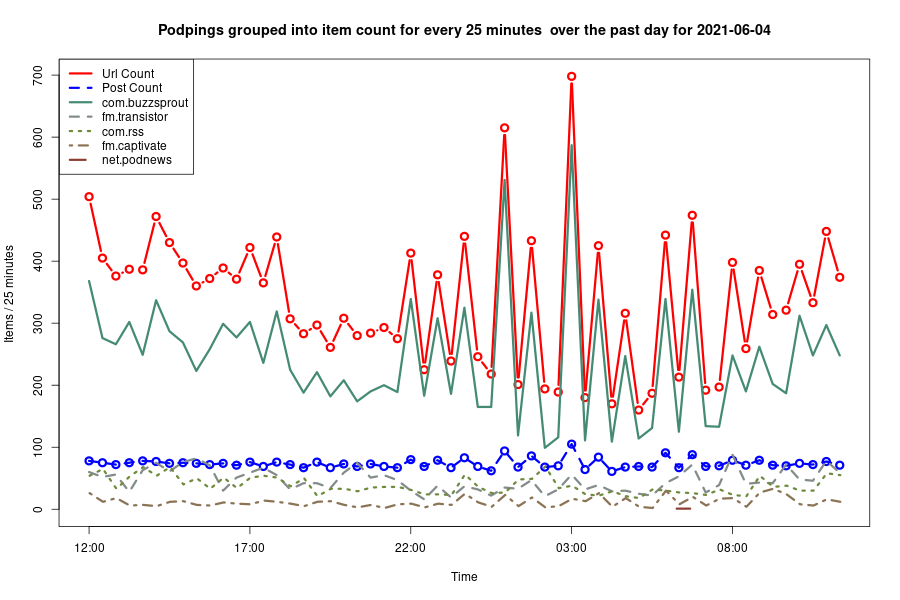 Podpings grouped into item count for every 25 minutes  over the past day for 2021-06-04
Url Count
Post Count
com.buzzsprout
fm.transistor
com.rss
fm.captivate
net.podnews
700
600
500
400
300
200
100
0
Items / 25 minutes
12:00
17:00
22:00
03:00
08:00
Time